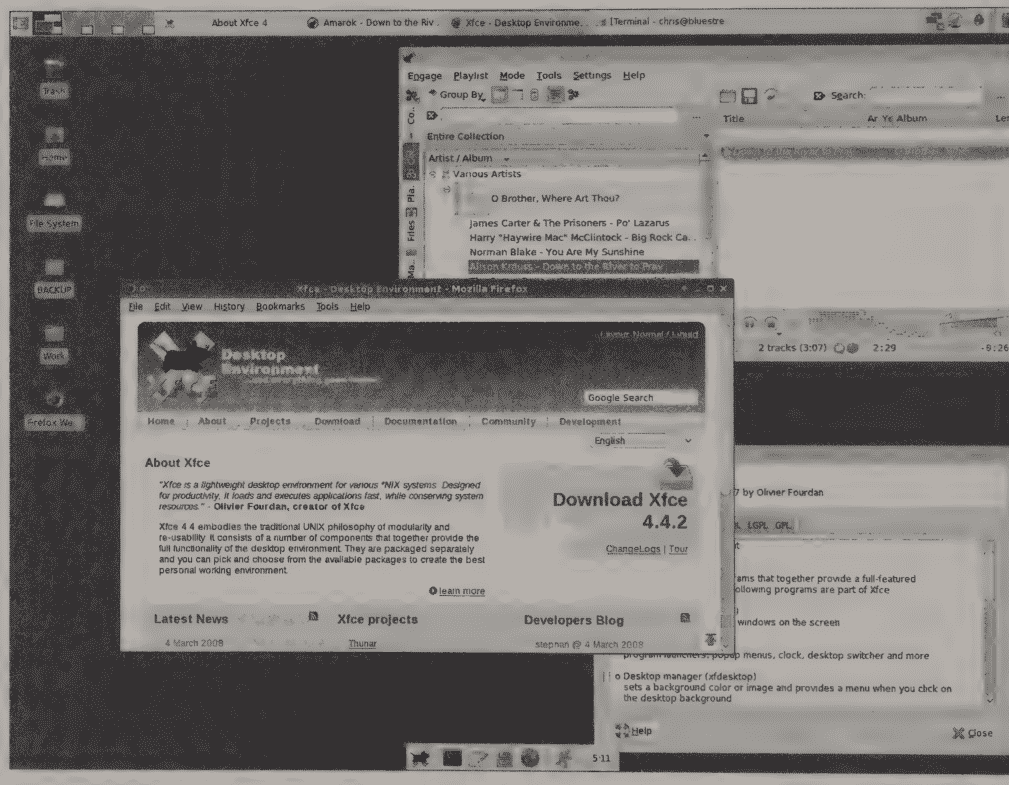 About Xfce 4
Amarok - Down to the Riv
Xfce - Desktop Environme...
[Terminal - chris@bluestre
Trash
Home
File System
BACKUP
Work
Firefox We...
Engage Playlist Mode Tools Settings Help
Group By
Search:
Co..
Pla.
Files
Ma..
Entire Collection
Artist / Album
Various Artists
O Brother, Where Art Thou?
James Carter & The Prisoners - Po' Lazarus
Harry "Haywire Mac" McClintock - Big Rock Ca...
Norman Blake - You Are My Sunshine
Alison Krauss - Down to the River to Pray
Title Ar Ye Album Len
2 tracks (3:07) 2:29 -9:26
Xfce - Desktop Environment - Mozilla Firefox
File Edit View History Bookmarks Tools Help
Desktop
Environment
Google Search
Home About Projects Download Documentation Community Development
English
About Xfce
"Xfce is a lightweight desktop environment for various *NIX systems. Designed
for productivity, it loads and executes applications fast, while conserving system
resources." - Olivier Fourdan, creator of Xfce
Xfce 4.4 embodies the traditional UNIX philosophy of modularity and
re-usability. It consists of a number of components that together provide the
full functionality of the desktop environment. They are packaged separately
and you can pick and choose from the available packages to create the best
personal working environment.
learn more
Download Xfce
4.4.2
ChangeLogs | Tour
Latest News
Xfce projects
Developers Blog
4 March 2008
Thunar
stephan @ 4 March 2008
7 by Olivier Fourdan
LGPL GPL
ams that together provide a full-featured
ollowing programs are part of Xfce
windows on the screen
program launchers, popup menus, clock, desktop switcher and more
o Desktop manager (xfdesktop)
sets a background color or image and provides a menu when you click on
the desktop background
Help
Close
5:11